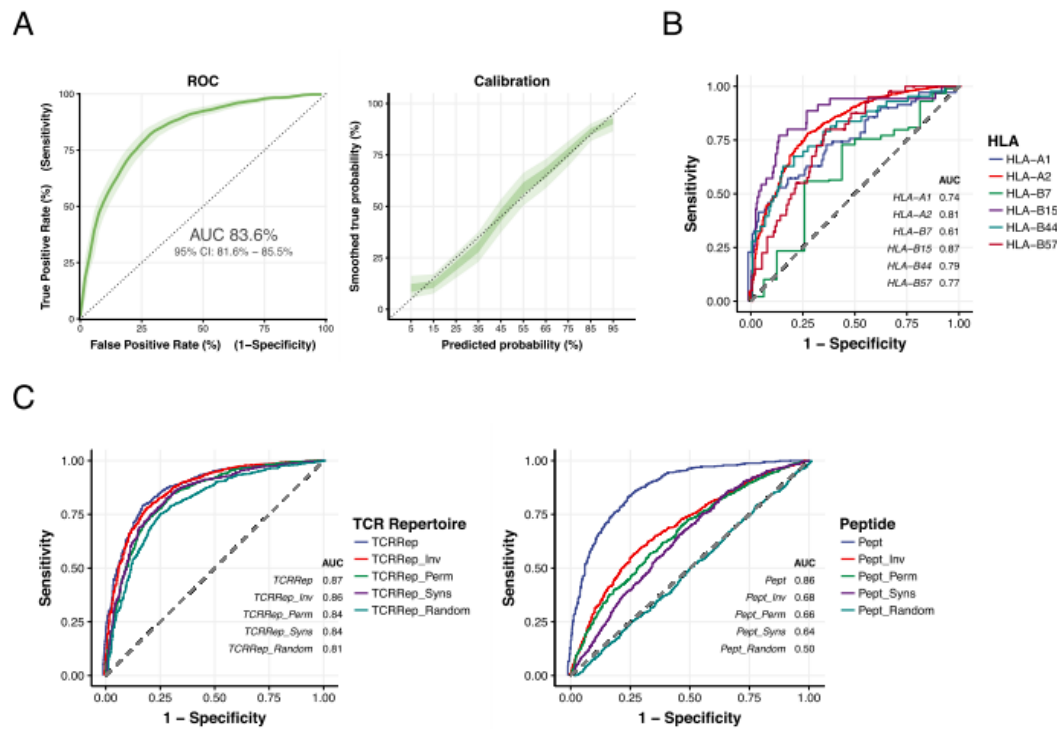 A
ROC
True Positive Rate (%) (Sensitivity)
100
75
50
25
0
AUC 83.6%
95% CI: 81.6% – 85.5%
0 25 50 75 100
False Positive Rate (%) (1-Specificity)
Calibration
Smoothed true probability (%)
100
75
50
25
0
5 15 25 35 45 55 65 75 85 95
Predicted probability (%)
B
Sensitivity
1.00
0.75
0.50
0.25
0.00
AUC
HLA-A1 0.74
HLA-A2 0.81
HLA-B7 0.61
HLA-B15 0.87
HLA-B44 0.79
HLA-B57 0.77
0.00 0.25 0.50 0.75 1.00
1 – Specificity
HLA
HLA-A1
HLA-A2
HLA-B7
HLA-B15
HLA-B44
HLA-B57
C
Sensitivity
1.00
0.75
0.50
0.25
0.00
AUC
TCRRep 0.87
TCRRep_Inv 0.86
TCRRep_Perm 0.84
TCRRep_Syns 0.84
TCRRep_Random 0.81
0.00 0.25 0.50 0.75 1.00
1 – Specificity
TCR Repertoire
TCRRep
TCRRep_Inv
TCRRep_Perm
TCRRep_Syns
TCRRep_Random
Sensitivity
1.00
0.75
0.50
0.25
0.00
AUC
Pept 0.86
Pept_Inv 0.68
Pept_Perm 0.66
Pept_Syns 0.64
Pept_Random 0.50
0.00 0.25 0.50 0.75 1.00
1 – Specificity
Peptide
Pept
Pept_Inv
Pept_Perm
Pept_Syns
Pept_Random